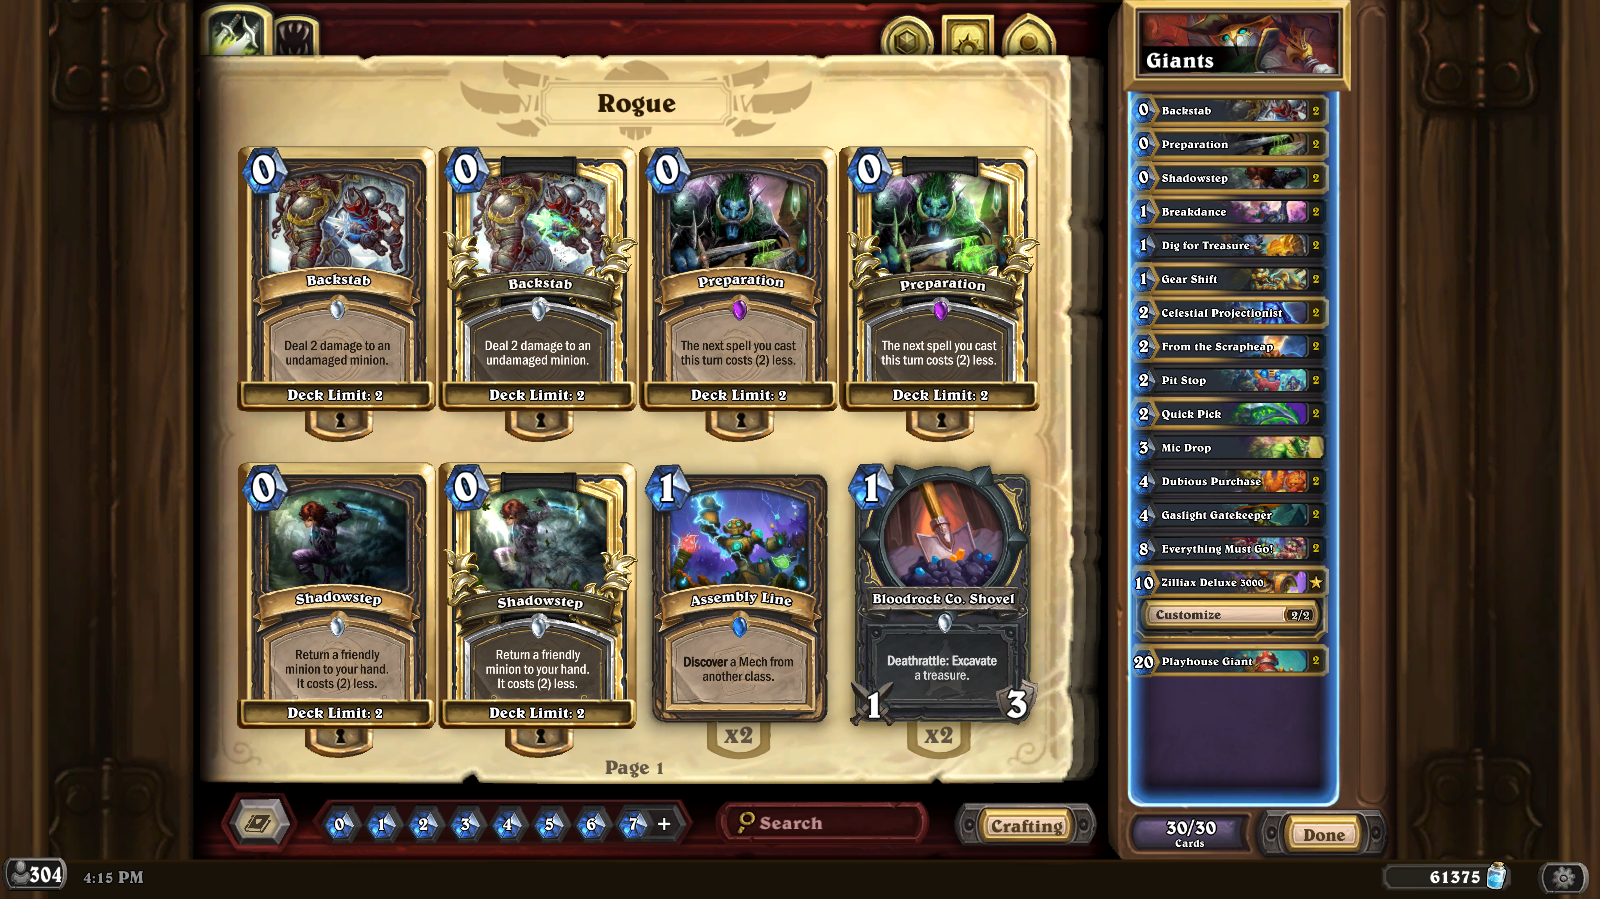 Rogue
0
Backstab
Deal 2 damage to an
undamaged minion.
Deck Limit: 2
0
Backstab
Deal 2 damage to an
undamaged minion.
Deck Limit: 2
0
Preparation
The next spell you cast
this turn costs (2) less.
Deck Limit: 2
0
Preparation
The next spell you cast
this turn costs (2) less.
Deck Limit: 2
0
Shadowstep
Return a friendly
minion to your hand.
It costs (2) less.
Deck Limit: 2
0
Shadowstep
Return a friendly
minion to your hand.
It costs (2) less.
Deck Limit: 2
1
Assembly Line
Discover a Mech from
another class.
x2
1
Bloodrock Co. Shovel
Deathrattle: Excavate
a treasure.
1 3
x2
Page 1
0 1 2 3 4 5 6 7 +
Search
Crafting
Giants
0 Backstab 2
0 Preparation 2
0 Shadowstep 2
1 Breakdance 2
1 Dig for Treasure 2
1 Gear Shift 2
2 Celestial Projectionist 2
2 From the Scrapheap 2
2 Pit Stop 2
2 Quick Pick 2
3 Mic Drop
4 Dubious Purchase 2
4 Gaslight Gatekeeper 2
8 Everything Must Go! 2
10 Zilliax Deluxe 3000
Customize 2/2
20 Playhouse Giant 2
30/30
Cards
Done
304
4:15 PM
61375